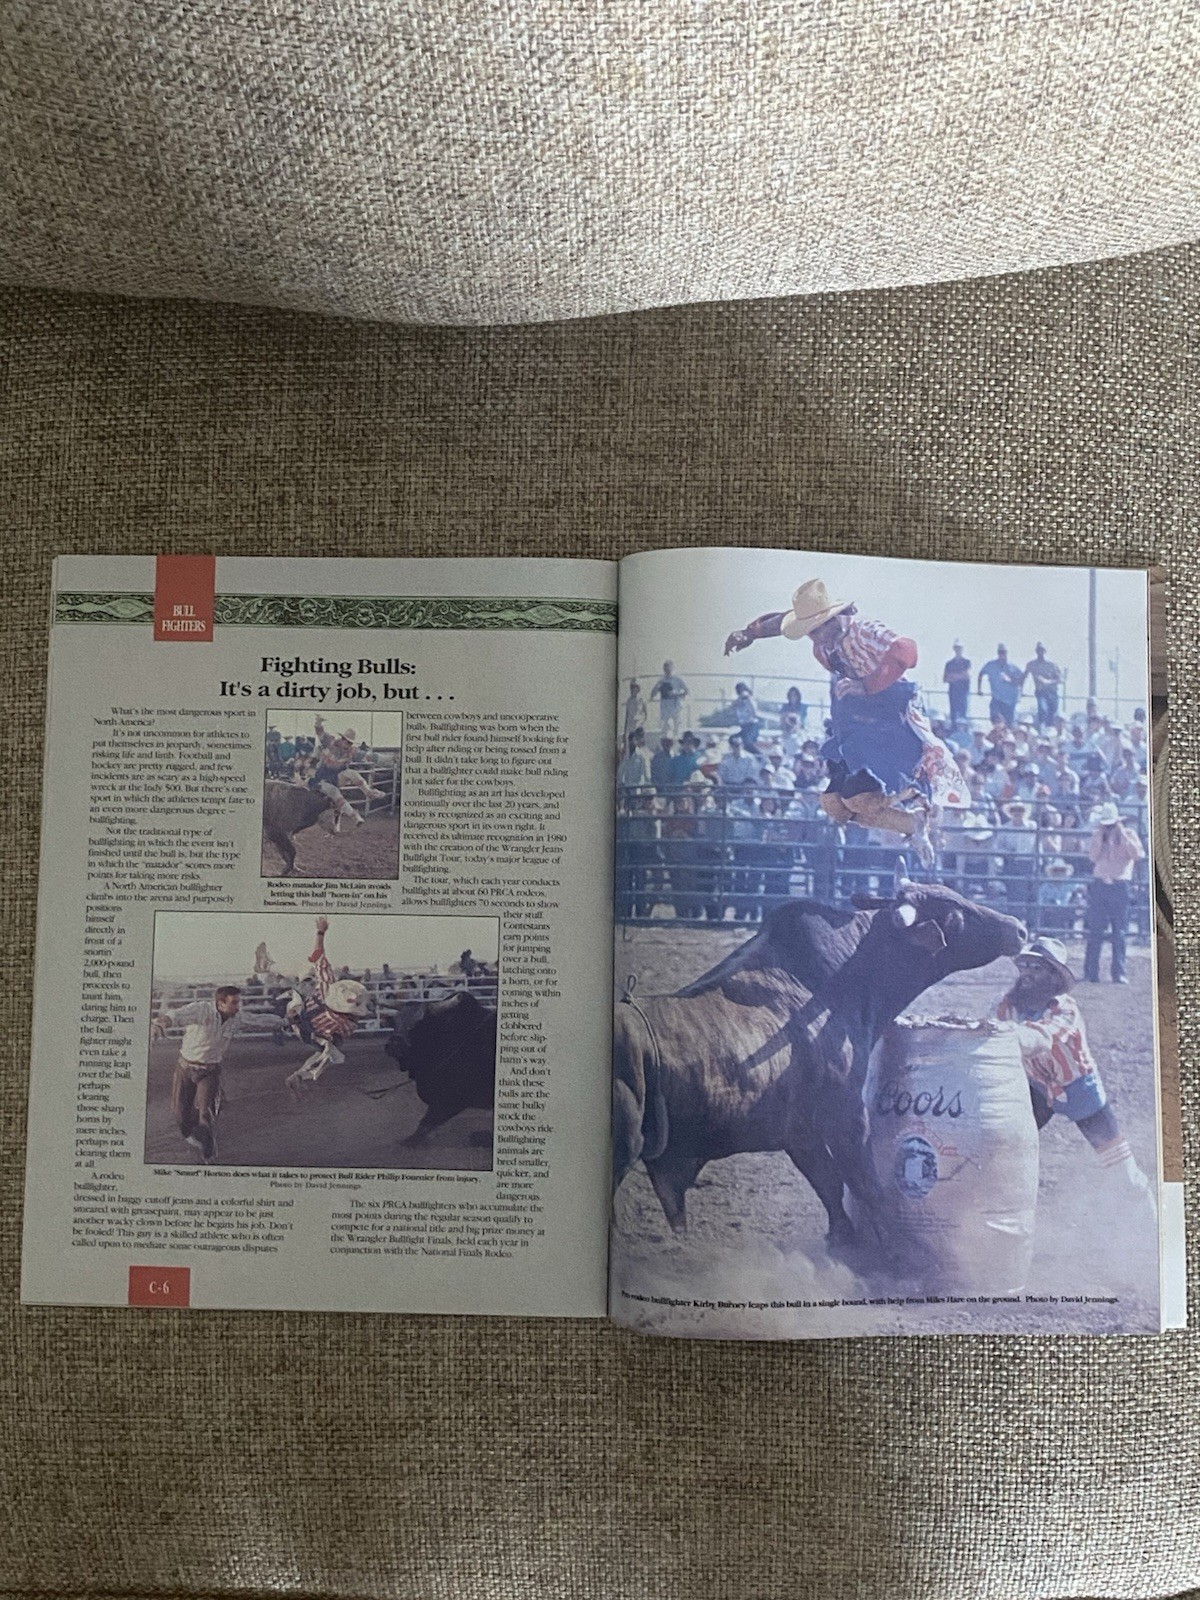 BULL
FIGHTERS
Fighting Bulls:
It's a dirty job, but . . .
What's the most dangerous sport in
North America?
It's not uncommon for athletes to
put themselves in jeopardy, sometimes
risking life and limb. Football and
hockey are pretty rugged, and few
incidents are as scary as a high-speed
wreck at the Indy 500. But there's one
sport in which the athletes tempt fate to
an even more dangerous degree —
bullfighting.
Not the traditional type of
bullfighting in which the event isn't
finished until the bull is, but the type
in which the "matador" scores more
points for taking more risks.
A North American bullfighter
climbs into the arena and purposely
positions
himself
directly in
front of a
snortin'
2,000-pound
bull, then
proceeds to
taunt him,
daring him to
charge. Then
the bull-
fighter might
even take a
running leap
over the bull,
perhaps
clearing
those sharp
horns by
mere inches,
perhaps not
clearing them
at all.
A rodeo
bullfighter,
dressed in baggy cutoff jeans and a colorful shirt and
smeared with greasepaint, may appear to be just
another wacky clown before he begins his job. Don't
be fooled! This guy is a skilled athlete who is often
called upon to mediate some outrageous disputes
Rodeo matador Jim McLain avoids
letting this bull "horn-in" on his
business. Photo by David Jennings.
Mike "Smurf" Horton does what it takes to protect Bull Rider Philip Fournier from injury.
Photo by David Jennings.
between cowboys and uncooperative
bulls. Bullfighting was born when the
first bull rider found himself looking for
help after riding or being tossed from a
bull. It didn't take long to figure out
that a bullfighter could make bull riding
a lot safer for the cowboys.
Bullfighting as an art has developed
continually over the last 20 years, and
today is recognized as an exciting and
dangerous sport in its own right. It
received its ultimate recognition in 1980
with the creation of the Wrangler Jeans
Bullfight Tour, today's major league of
bullfighting.
The tour, which each year conducts
bullfights at about 60 PRCA rodeos,
allows bullfighters 70 seconds to show
their stuff.
Contestants
earn points
for jumping
over a bull,
latching onto
a horn, or for
coming within
inches of
getting
clobbered
before slip-
ping out of
harm's way.
And don't
think these
bulls are the
same bulky
stock the
cowboys ride.
Bullfighting
animals are
bred smaller,
quicker, and
are more
dangerous.
The six PRCA bullfighters who accumulate the
most points during the regular season qualify to
compete for a national title and big prize money at
the Wrangler Bullfight Finals, held each year in
conjunction with the National Finals Rodeo.
C-6
Coors
rodeo bullfighter Kirby Burney leaps this bull in a single bound, with help from Miles Hare on the ground. Photo by David Jennings.